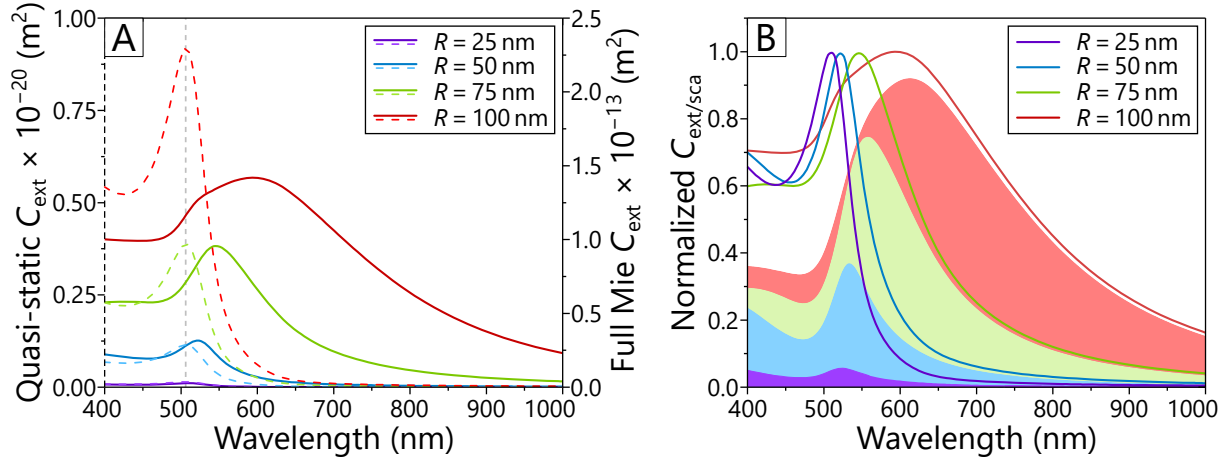 A
R = 25 nm
R = 50 nm
R = 75 nm
R = 100 nm
Quasi-static C_ext × 10⁻²⁰ (m²)
1.00
0.75
0.50
0.25
0.00
Full Mie C_ext × 10⁻¹³ (m²)
2.5
2.0
1.5
1.0
0.5
0.0
400 500 600 700 800 900 1000
Wavelength (nm)
B
R = 25 nm
R = 50 nm
R = 75 nm
R = 100 nm
Normalized C_ext/sca
1.0
0.8
0.6
0.4
0.2
0.0
400 500 600 700 800 900 1000
Wavelength (nm)